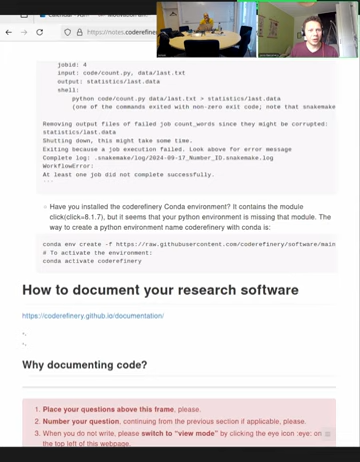 Calendar
https://notes.coderefiner
jobid: 4
input: code/count.py, data/last.txt
output: statistics/last.data
shell:
python code/count.py data/last.txt > statistics/last.data
(one of the commands exited with non-zero exit code; note that snakemake
Removing output files of failed job count_words since they might be corrupted:
statistics/last.data
Shutting down, this might take some time.
Exiting because a job execution failed. Look above for error message
Complete log: .snakemake/log/2024-09-17_Number_ID.snakemake.log
WorkflowError:
At least one job did not complete successfully.
```
Have you installed the coderefinery Conda environment? It contains the module
click(click=8.1.7), but it seems that your python environment is missing that module. The
way to create a python environment name coderefinery with conda is:
conda env create -f https://raw.githubusercontent.com/coderefinery/software/main
# To activate the environment:
conda activate coderefinery
How to document your research software
https://coderefinery.github.io/documentation/
Why documenting code?
1. Place your questions above this frame, please.
2. Number your question, continuing from the previous section if applicable, please.
3. When you do not write, please switch to "view mode" by clicking the eye icon :eye: on
the top left of this webpage.